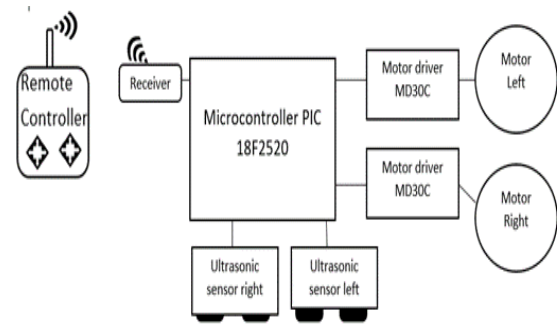 Remote
Controller
Receiver
Microcontroller PIC
18F2520
Motor driver
MD30C
Motor
Left
Motor driver
MD30C
Motor
Right
Ultrasonic
sensor right
Ultrasonic
sensor left